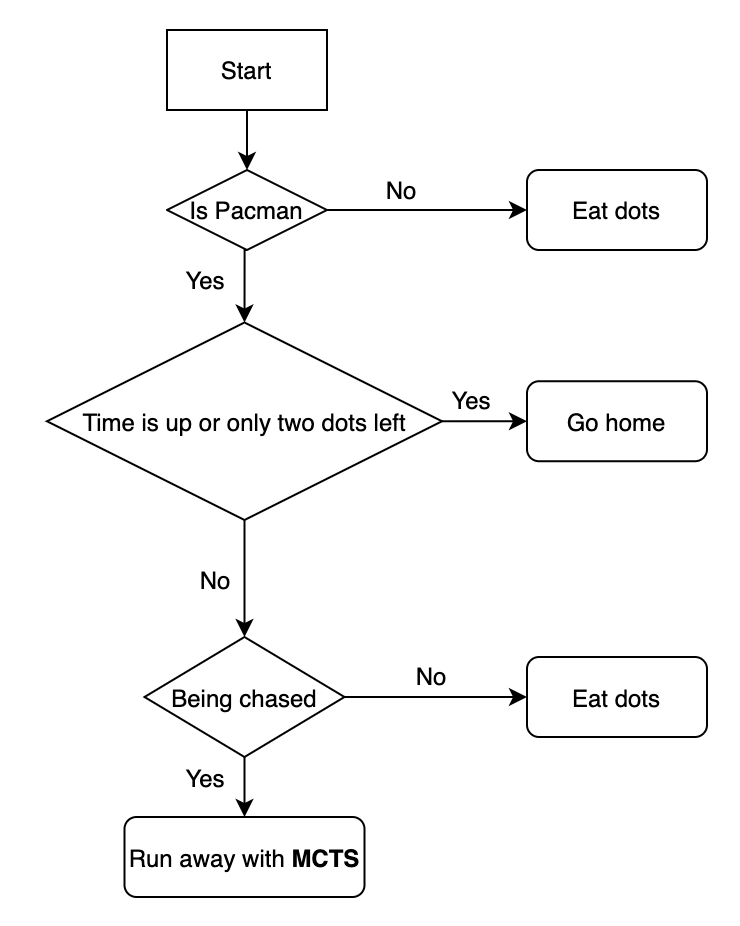 Start
Is Pacman
No
Eat dots
Yes
Time is up or only two dots left
Yes
Go home
No
Being chased
No
Eat dots
Yes
Run away with MCTS